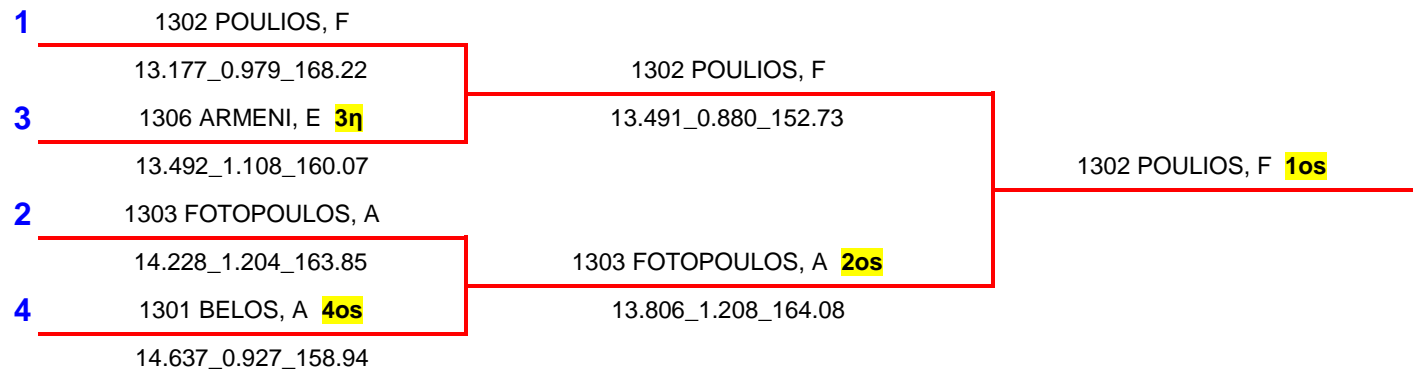 1 1302 POULIOS, F
13.177_0.979_168.22
3 1306 ARMENI, E 3η
13.492_1.108_160.07
2 1303 FOTOPOULOS, A
14.228_1.204_163.85
4 1301 BELOS, A 4os
14.637_0.927_158.94
1302 POULIOS, F
13.491_0.880_152.73
1303 FOTOPOULOS, A 2os
13.806_1.208_164.08
1302 POULIOS, F 1os